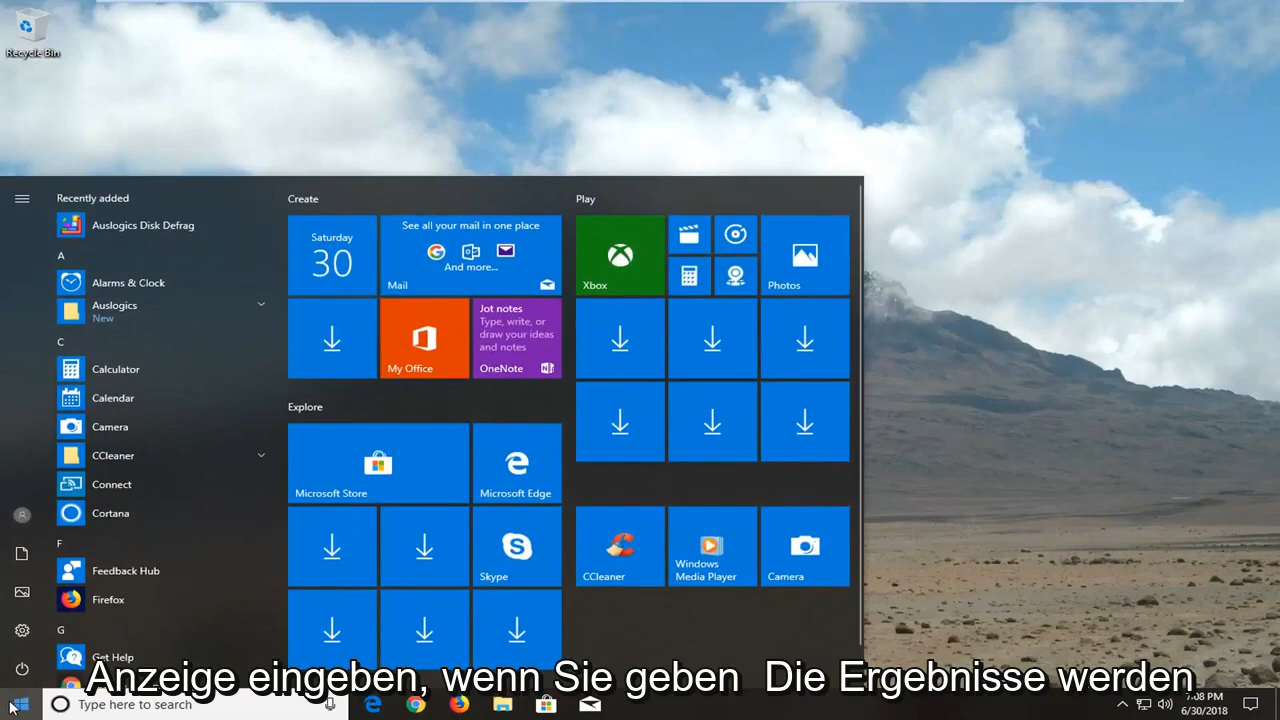 Recycle Bin
Recently added
Auslogics Disk Defrag
A
Alarms & Clock
Auslogics
New
C
Calculator
Calendar
Camera
CCleaner
Connect
Cortana
F
Feedback Hub
Firefox
G
Get Help
Create
Saturday
30
See all your mail in one place
And more...
Mail
My Office
Jot notes
Type, write, or
draw your ideas
and notes
OneNote
Explore
Microsoft Store
Microsoft Edge
Skype
Play
Xbox
Photos
CCleaner
Windows
Media Player
Camera
Anzeige eingeben, wenn Sie geben Die Ergebnisse werden
Type here to search
7:08 PM
6/30/2018